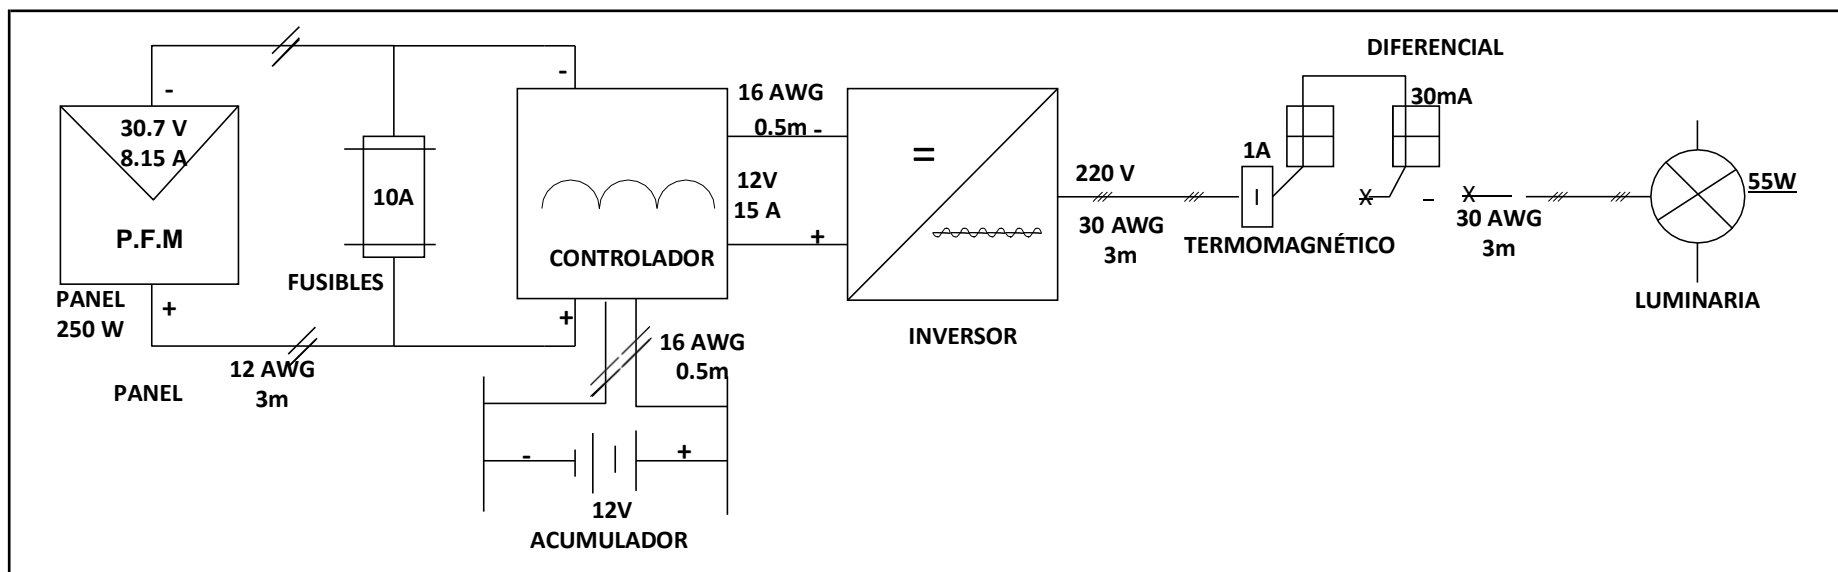 -
30.7 V
8.15 A
P.F.M
PANEL
250 W
+
PANEL
12 AWG
3m
10A
FUSIBLES
-
CONTROLADOR
+
16 AWG
0.5m
-
+
12V
ACUMULADOR
16 AWG
0.5m -
12V
15 A
+
=
INVERSOR
220 V
30 AWG
3m
1A
TERMOMAGNÉTICO
DIFERENCIAL
30mA
X
-
X
30 AWG
3m
55W
LUMINARIA